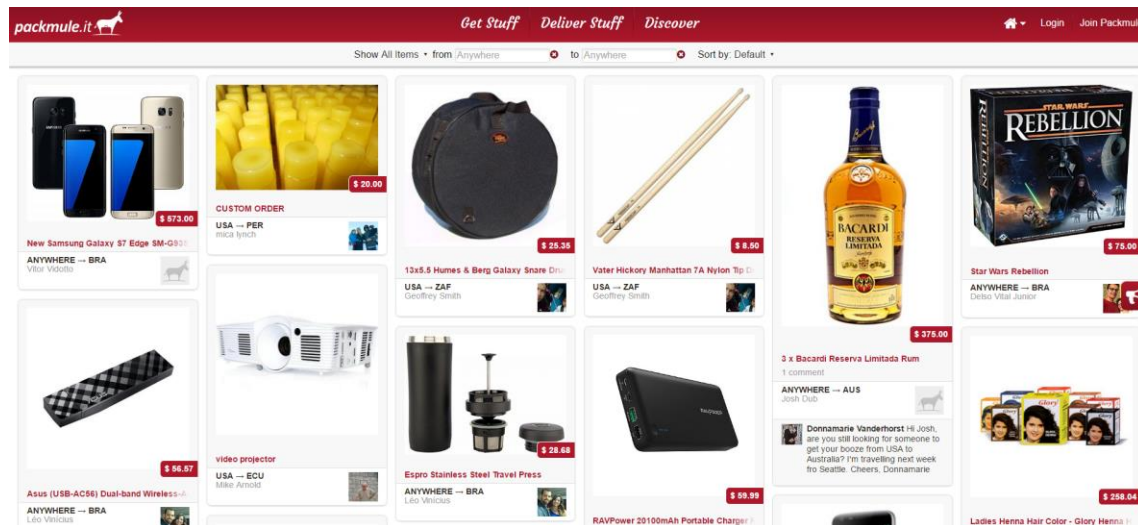 packmule.it
Get Stuff Deliver Stuff Discover
Login Join Packmul
Show All Items from Anywhere to Anywhere Sort by: Default
$ 573.00
New Samsung Galaxy S7 Edge SM-G935
ANYWHERE → BRA
Vitor Vidotto
$ 56.57
Asus (USB-AC56) Dual-band Wireless-A
ANYWHERE → BRA
Léo Vinícius
$ 20.00
CUSTOM ORDER
USA → PER
mica lynch
video projector
USA → ECU
Mike Arnold
$ 25.35
13x5.5 Humes & Berg Galaxy Snare Dru
USA → ZAF
Geoffrey Smith
$ 28.68
Espro Stainless Steel Travel Press
ANYWHERE → BRA
Léo Vinícius
$ 8.50
Vater Hickory Manhattan 7A Nylon Tip D
USA → ZAF
Geoffrey Smith
RAVPOWER
$ 59.99
RAVPower 20100mAh Portable Charger
BACARDI
RESERVA
LIMITADA
$ 375.00
3 x Bacardi Reserva Limitada Rum
1 comment
ANYWHERE → AUS
Josh Dub
Donnamarie Vanderhorst Hi Josh,
are you still looking for someone to
get your booze from USA to
Australia? I'm travelling next week
fro Seattle. Cheers, Donnamarie
STAR WARS
REBELLION
REBELLION
$ 75.00
Star Wars Rebellion
ANYWHERE → BRA
Delso Vital Junior
Glory
$ 258.04
Ladies Henna Hair Color - Glory Henna